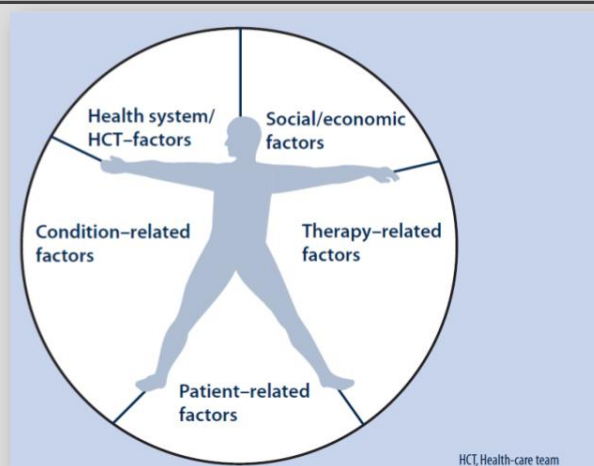 Health system/
HCT–factors
Social/economic
factors
Condition–related
factors
Therapy–related
factors
Patient–related
factors
HCT, Health-care team